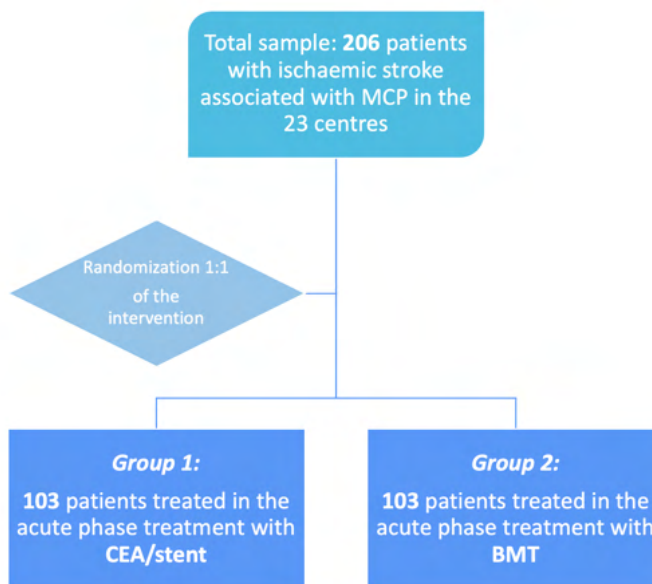 Total sample: 206 patients
with ischaemic stroke
associated with MCP in the
23 centres
Randomization 1:1
of the
intervention
Group 1:
103 patients treated in the
acute phase treatment with
CEA/stent
Group 2:
103 patients treated in the
acute phase treatment with
BMT